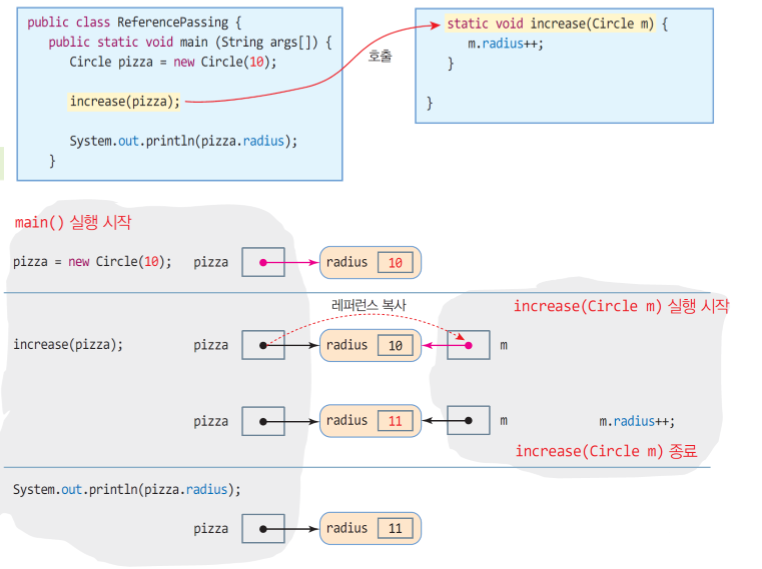 public class ReferencePassing {
public static void main (String args[]) {
Circle pizza = new Circle(10);
increase(pizza);
System.out.println(pizza.radius);
}
호출
static void increase(Circle m) {
m.radius++;
}
}
main() 실행 시작
pizza = new Circle(10); pizza radius 10
레퍼런스 복사
increase(Circle m) 실행 시작
increase(pizza); pizza radius 10 m
pizza radius 11 m m.radius++;
increase(Circle m) 종료
System.out.println(pizza.radius);
pizza radius 11